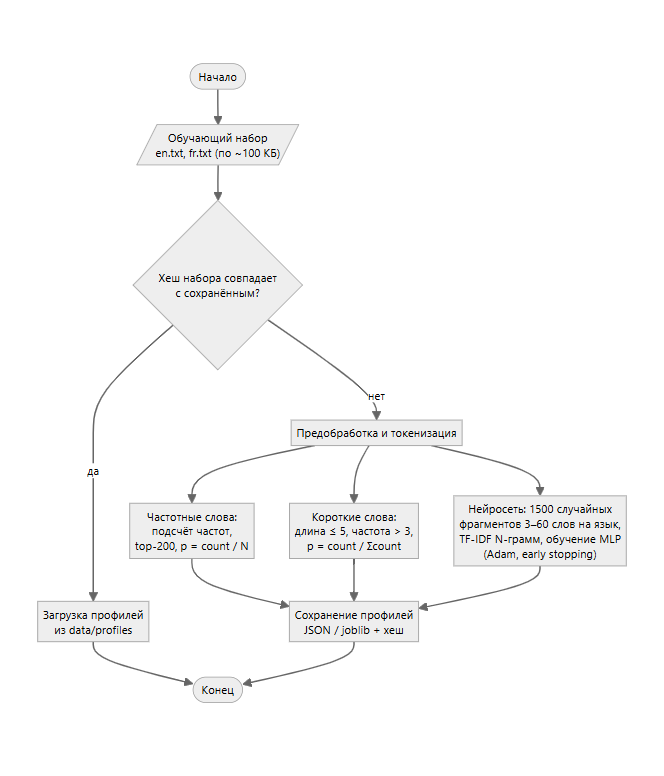 Начало
Обучающий набор
en.txt, fr.txt (по ~100 КБ)
Хеш набора совпадает
с сохранённым?
нет
Предобработка и токенизация
да
Частотные слова:
подсчёт частот,
top-200, p = count / N
Короткие слова:
длина ≤ 5, частота > 3,
p = count / Σcount
Нейросеть: 1500 случайных
фрагментов 3–60 слов на язык,
TF-IDF N-грамм, обучение MLP
(Adam, early stopping)
Загрузка профилей
из data/profiles
Сохранение профилей
JSON / joblib + хеш
Конец